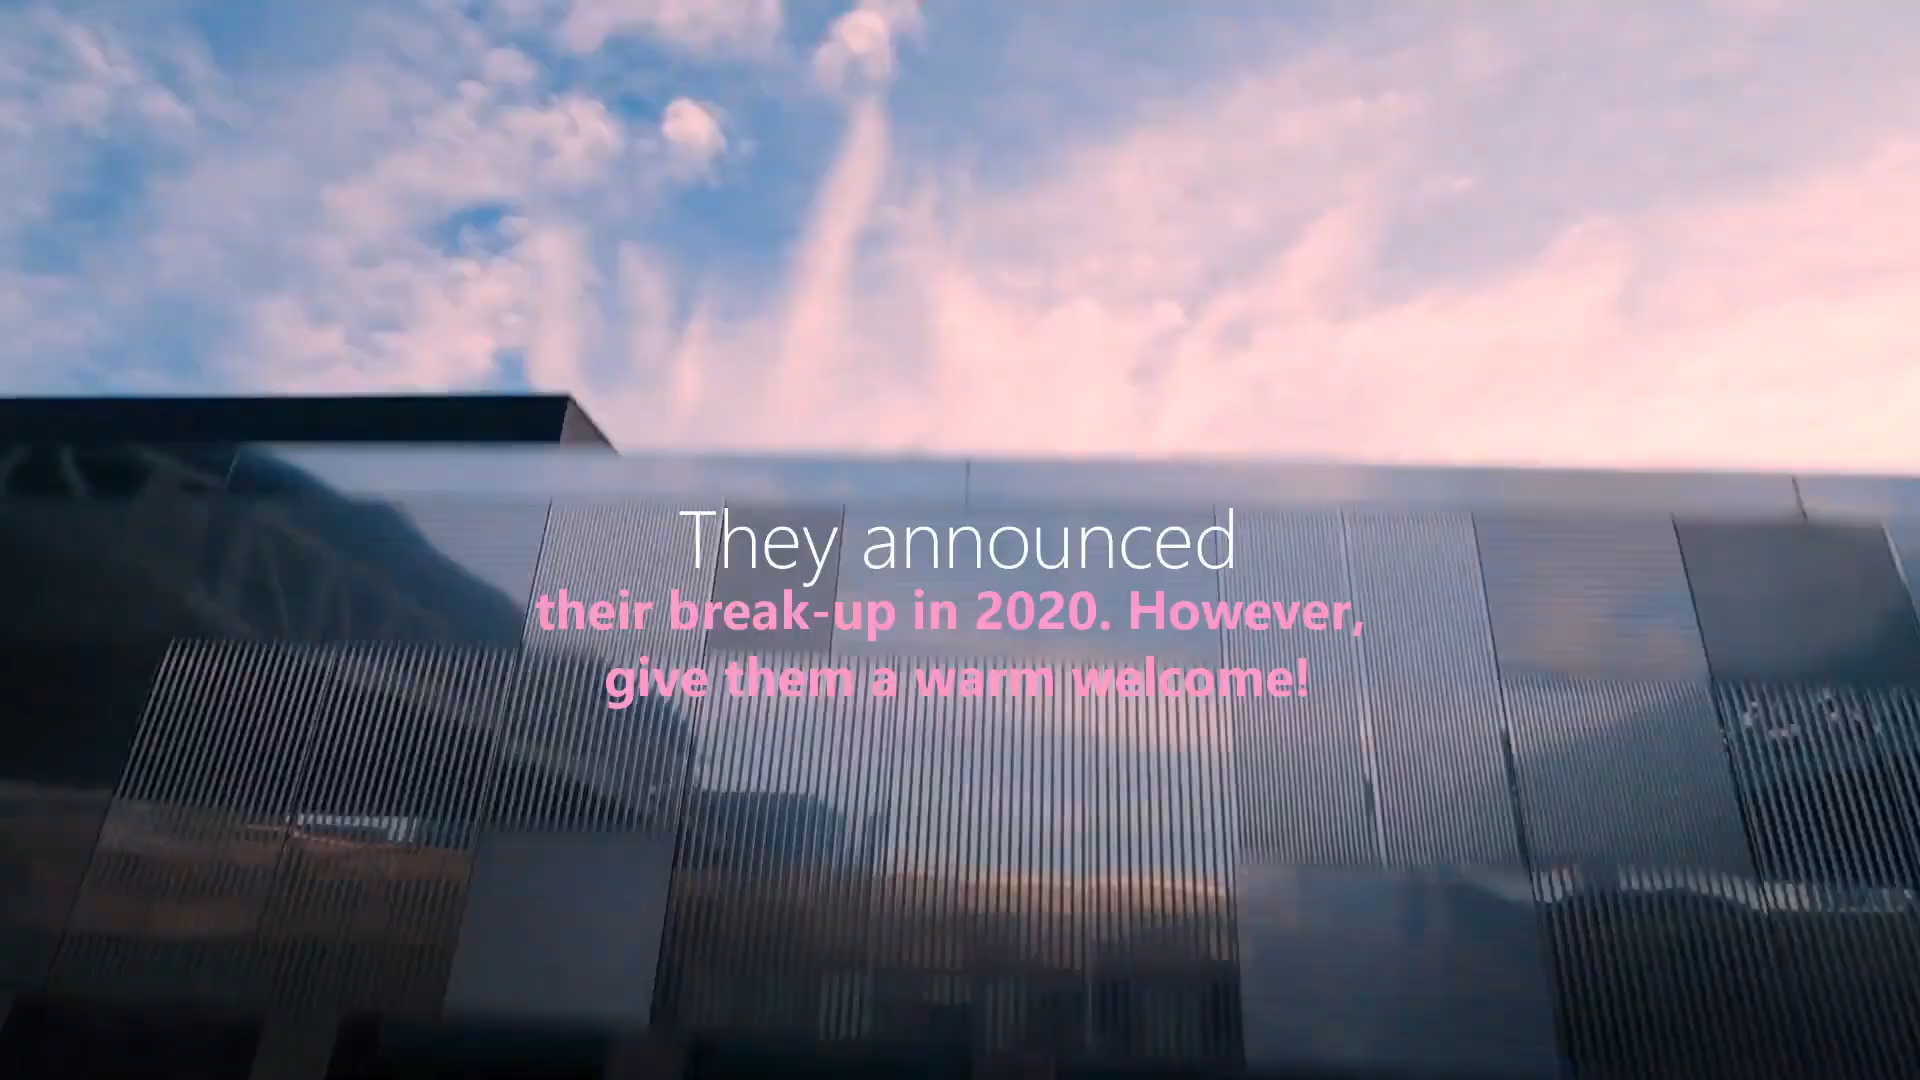 They announced
their break-up in 2020. However,
give them a warm welcome!